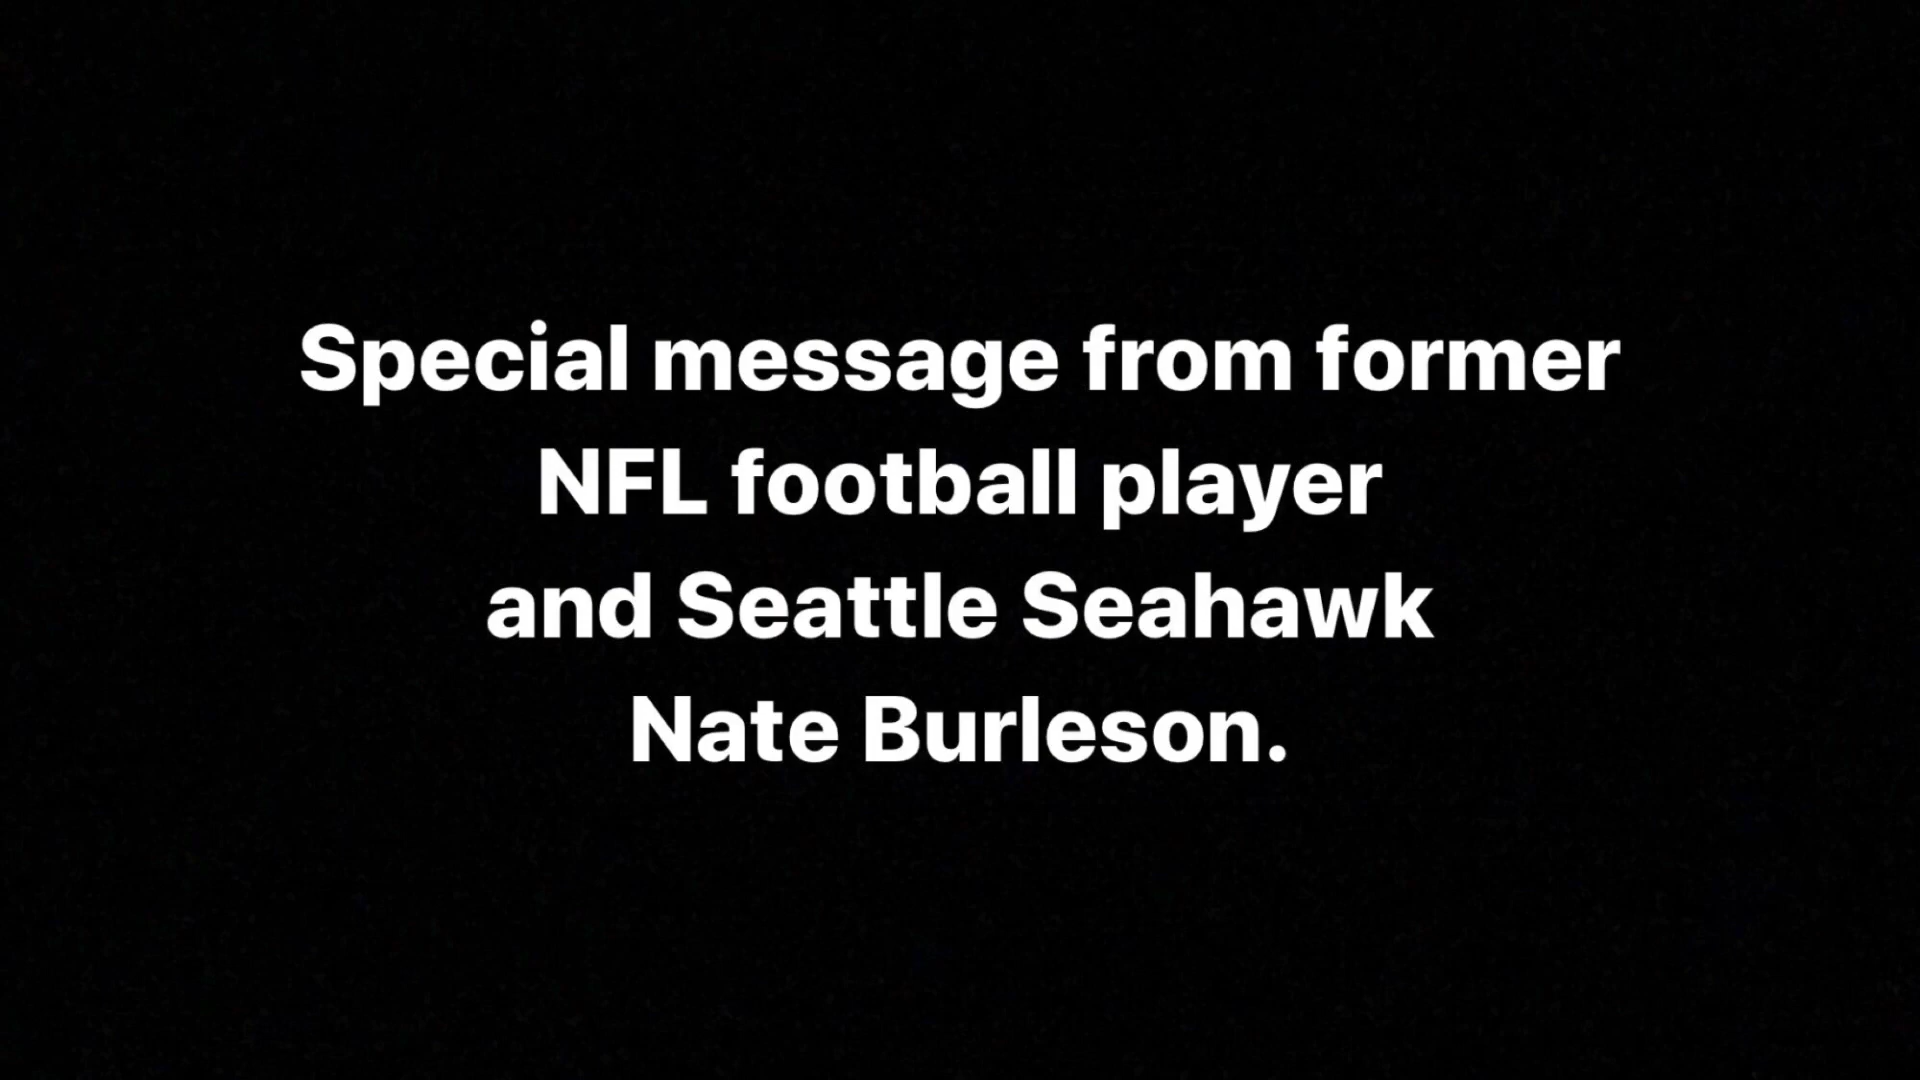 Special message from former
NFL football player
and Seattle Seahawk
Nate Burleson.